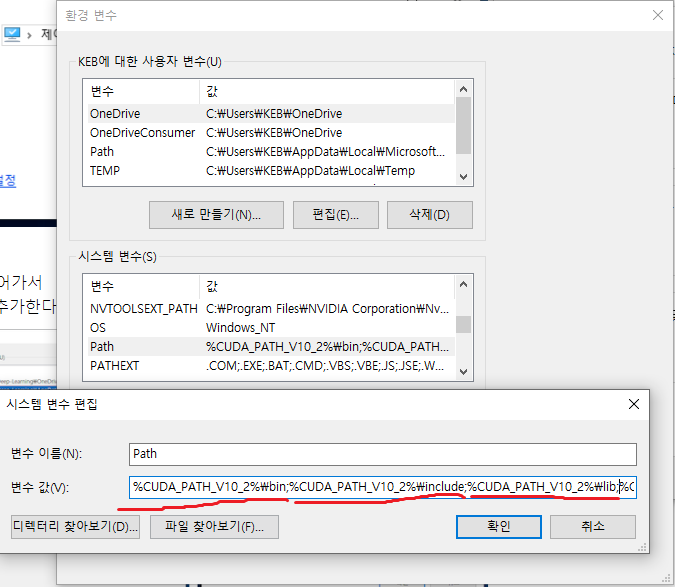 환경 변수
제이
KEB에 대한 사용자 변수(U)
변수 값
OneDrive C:₩Users₩KEB₩OneDrive
OneDriveConsumer C:₩Users₩KEB₩OneDrive
Path C:₩Users₩KEB₩AppData₩Local₩Microsoft...
TEMP C:₩Users₩KEB₩AppData₩Local₩Temp
설정
새로 만들기(N)... 편집(E)... 삭제(D)
시스템 변수(S)
어가서
추가한다
변수 값
NVTOOLSEXT_PATH C:₩Program Files₩NVIDIA Corporation₩Nv...
OS Windows_NT
Path %CUDA_PATH_V10_2%₩bin;%CUDA_PATH...
PATHEXT .COM;.EXE;.BAT;.CMD;.VBS;.VBE;.JS;.JSE;.W...
시스템 변수 편집
변수 이름(N): Path
변수 값(V): %CUDA_PATH_V10_2%₩bin;%CUDA_PATH_V10_2%₩include;%CUDA_PATH_V10_2%₩lib;%C
디렉터리 찾아보기(D)... 파일 찾아보기(F)... 확인 취소